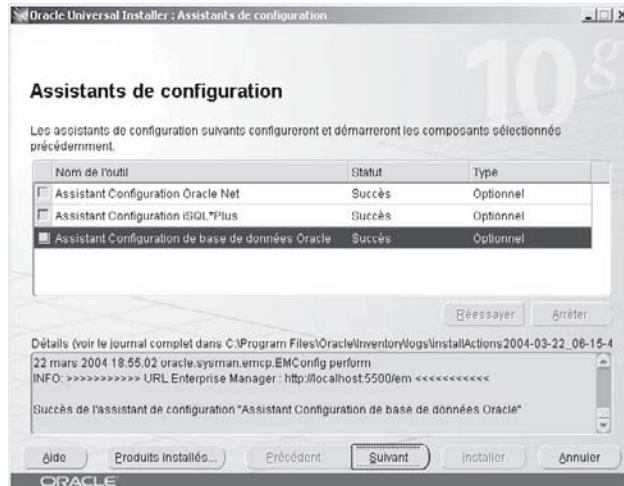 Oracle Universal Installer : Assistants de configuration
10g
Assistants de configuration
Les assistants de configuration suivants configureront et démarreront les composants sélectionnés
précédemment.
Nom de l'outil Statut Type
Assistant Configuration Oracle Net Succès Optionnel
Assistant Configuration iSQL*Plus Succès Optionnel
Assistant Configuration de base de données Oracle Succès Optionnel
Réessayer Arrêter
Détails (voir le journal complet dans C:\Program Files\Oracle\Inventory\logs\installActions2004-03-22_06-15-4
22 mars 2004 18.55.02 oracle.sysman.emcp.EMConfig perform
INFO: >>>>>>>>>>> URL Enterprise Manager : http://localhost:5500/em <<<<<<<<<<<
Succès de l'assistant de configuration "Assistant Configuration de base de données Oracle"
Aide Produits installés... Précédent Suivant Installer Annuler
ORACLE